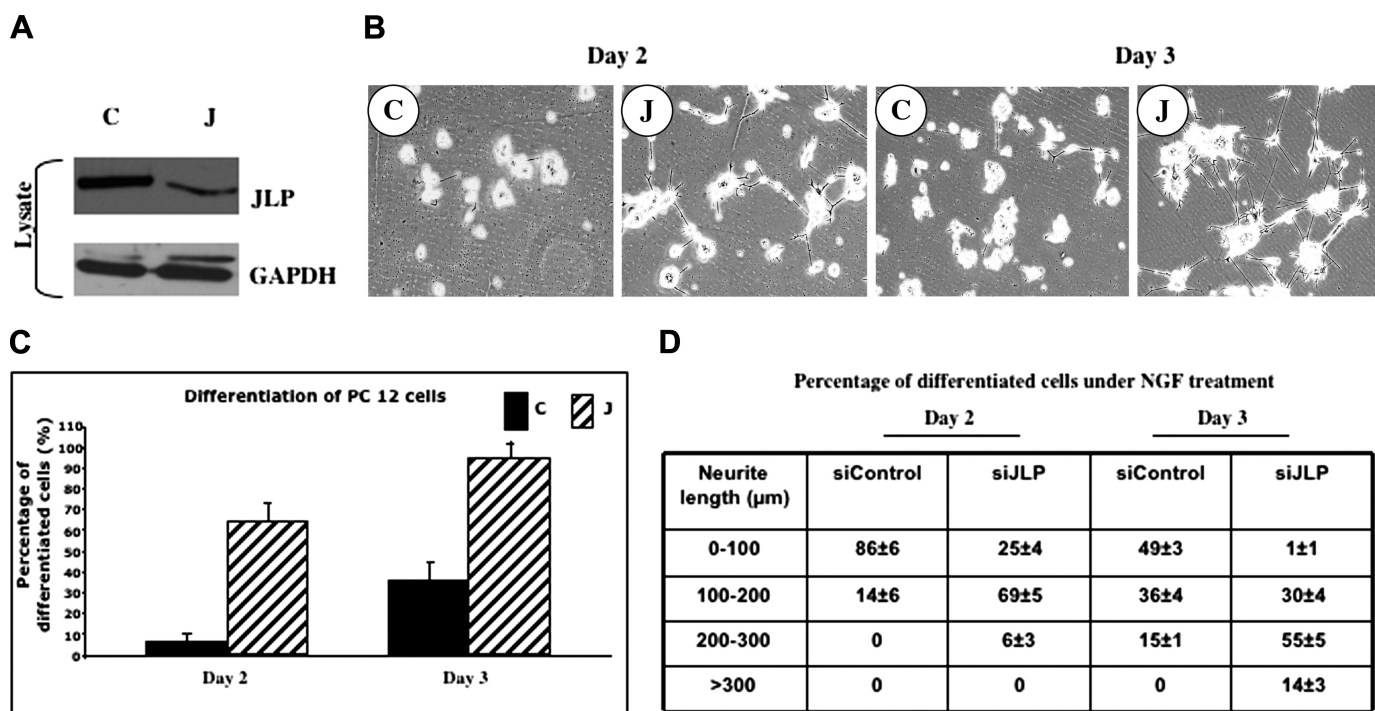 A
C J
Lysate
JLP
GAPDH
B
Day 2 Day 3
C J C J
C
Differentiation of PC 12 cells
C J
Percentage of
differentiated cells (%)
110
100
90
80
70
60
50
40
30
20
10
0
Day 2 Day 3
D
Percentage of differentiated cells under NGF treatment
Day 2 Day 3
Neurite length (µm) siControl siJLP siControl siJLP
0-100 86±6 25±4 49±3 1±1
100-200 14±6 69±5 36±4 30±4
200-300 0 6±3 15±1 55±5
>300 0 0 0 14±3